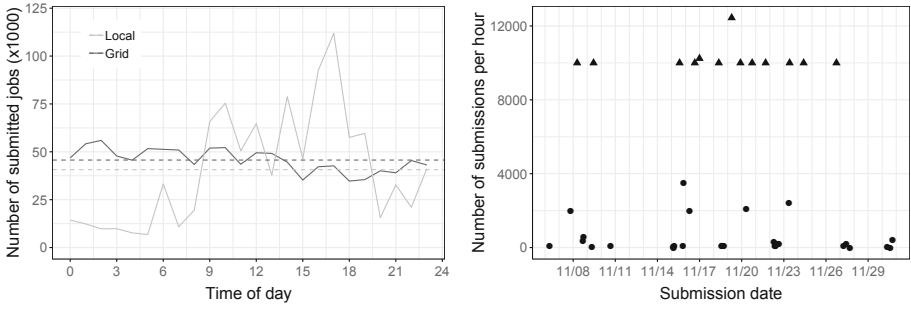 Number of submitted jobs (x1000)
125
100
75
50
25
0
Local
Grid
0 3 6 9 12 15 18 21 24
Time of day
Number of submissions per hour
12000
8000
4000
0
11/08 11/11 11/14 11/17 11/20 11/23 11/26 11/29
Submission date